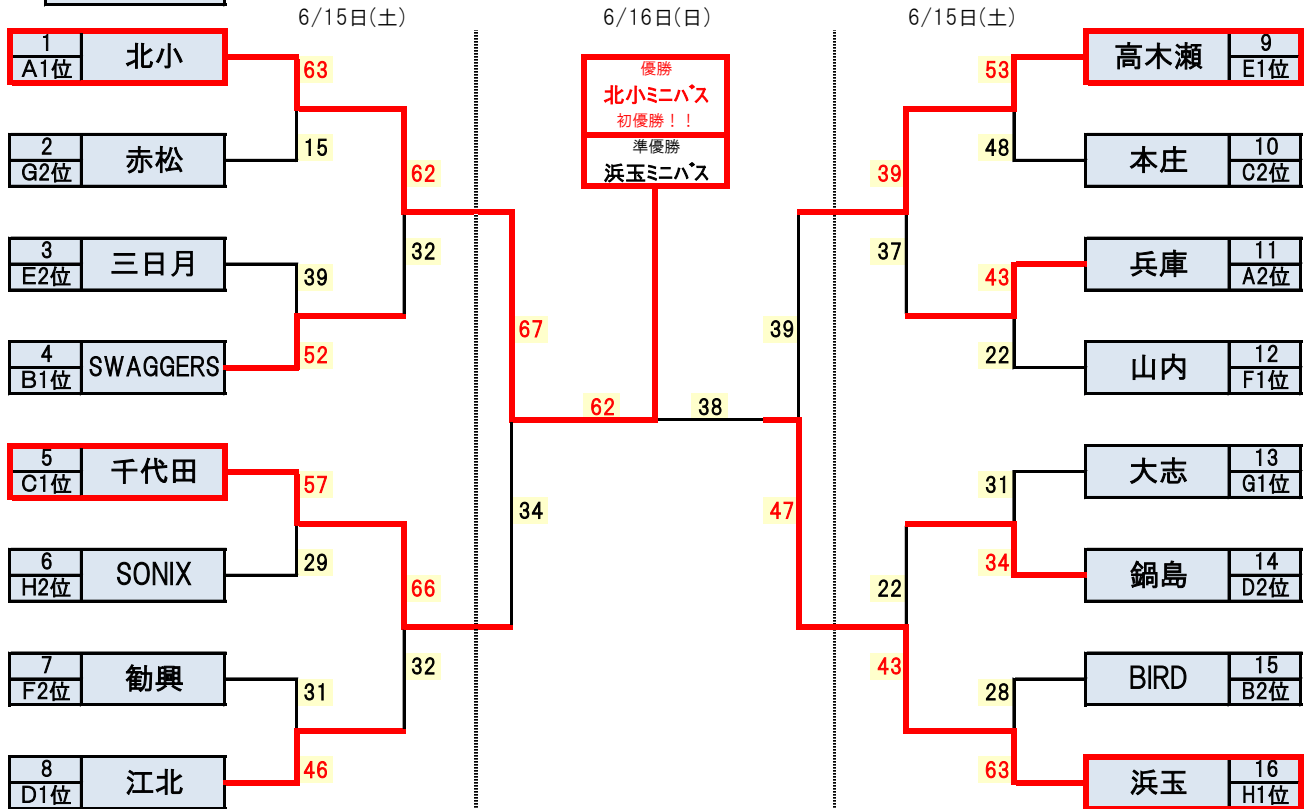 6/15日(土)
6/16日(日)
6/15日(土)
優勝
北小ミニバス
初優勝！！
準優勝
浜玉ミニバス
1
A1位
北小
63
2
G2位
赤松
15
62
3
E2位
三日月
39
32
4
B1位
SWAGGERS
52
67
62
5
C1位
千代田
57
34
6
H2位
SONIX
29
66
7
F2位
勧興
31
32
8
D1位
江北
46
53
高木瀬
9
E1位
48
本庄
10
C2位
39
37
43
兵庫
11
A2位
39
22
山内
12
F1位
38
31
大志
13
G1位
47
34
鍋島
14
D2位
22
43
28
BIRD
15
B2位
63
浜玉
16
H1位